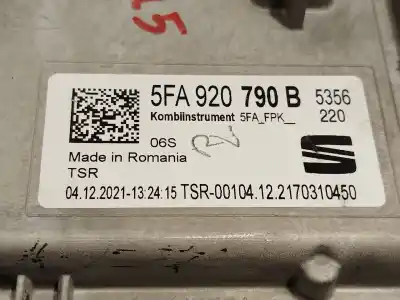 25
5FA 920 790 B 5356
Kombiinstrument 5FA_FPK__ 220
06S
Made in Romania
TSR
04.12.2021-13:24:15 TSR-00104.12.2170310450